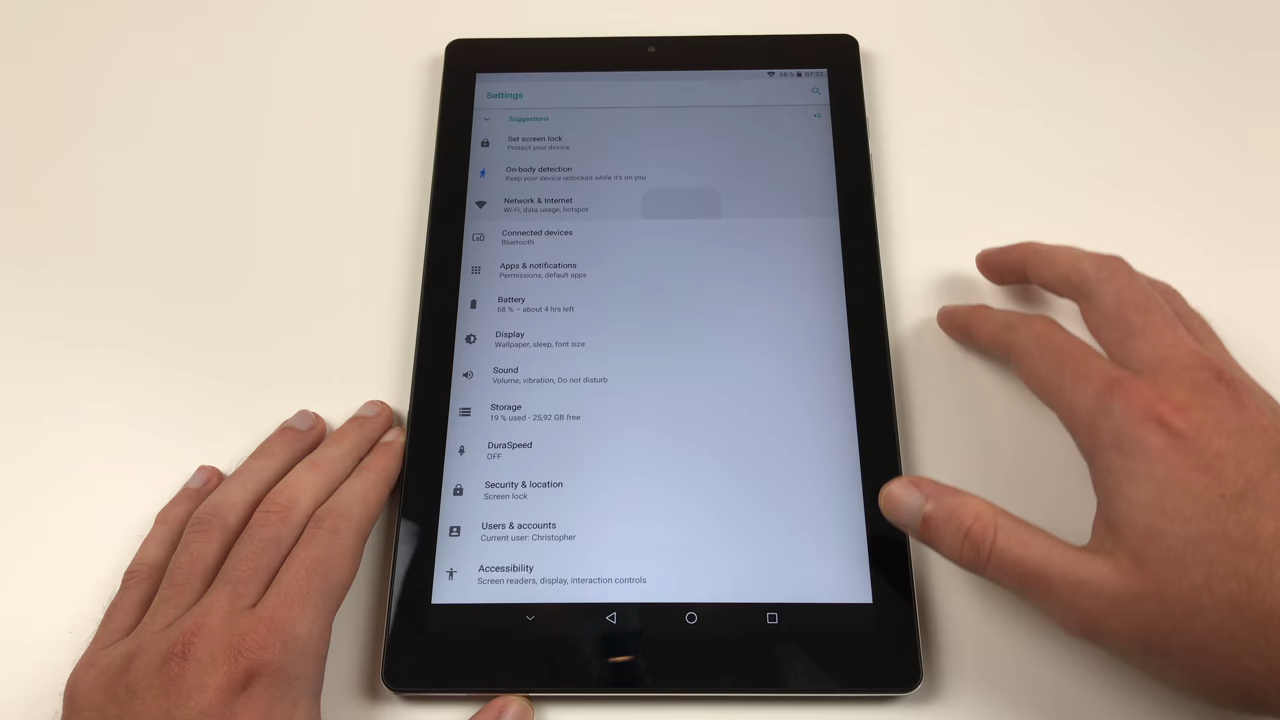 68 % 07:22
Settings
Suggestions +2
Set screen lock
Protect your device
On-body detection
Keep your device unlocked while it's on you
Network & Internet
Wi-Fi, data usage, hotspot
Connected devices
Bluetooth
Apps & notifications
Permissions, default apps
Battery
68 % – about 4 hrs left
Display
Wallpaper, sleep, font size
Sound
Volume, vibration, Do not disturb
Storage
19 % used - 25,92 GB free
DuraSpeed
OFF
Security & location
Screen lock
Users & accounts
Current user: Christopher
Accessibility
Screen readers, display, interaction controls